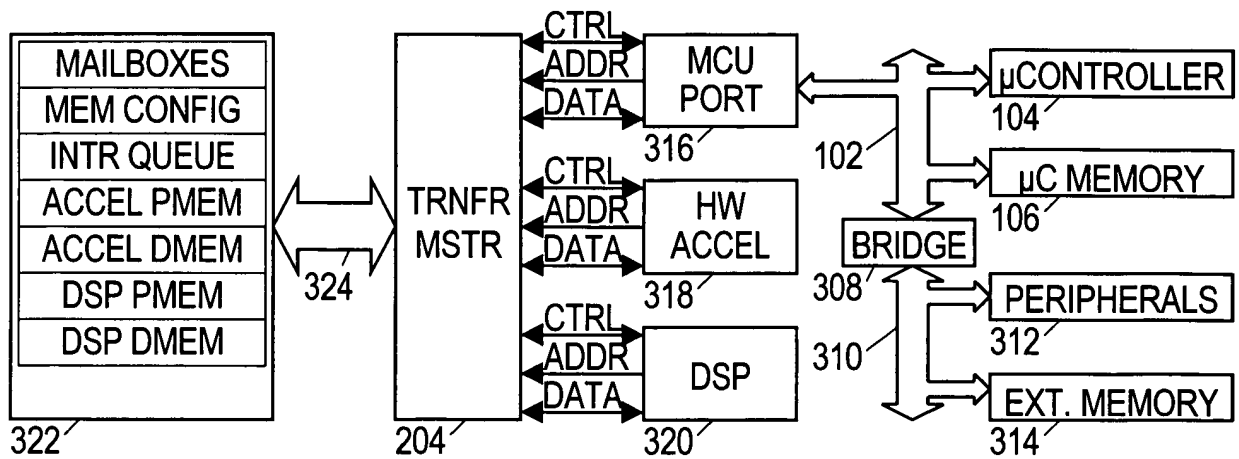 MAILBOXES
MEM CONFIG
INTR QUEUE
ACCEL PMEM
ACCEL DMEM
DSP PMEM
DSP DMEM
322
324
TRNFR
MSTR
204
CTRL
ADDR
DATA
MCU
PORT
316
CTRL
ADDR
DATA
HW
ACCEL
318
CTRL
ADDR
DATA
DSP
320
102
BRIDGE
308
310
µCONTROLLER
104
µC MEMORY
106
PERIPHERALS
312
EXT. MEMORY
314